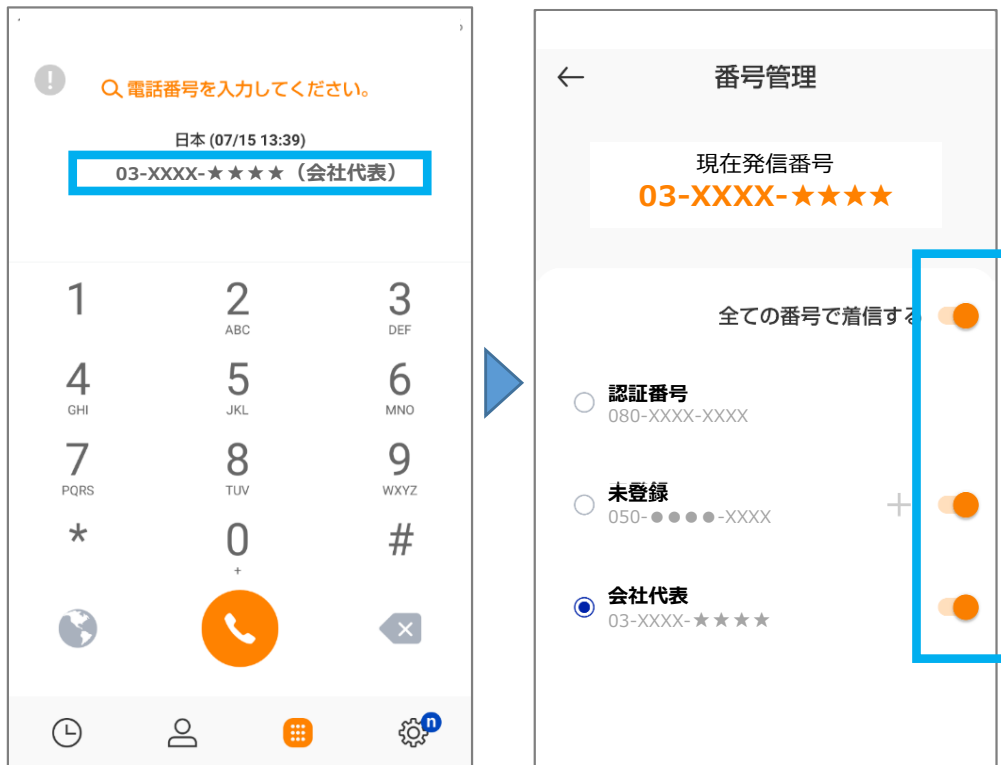 電話番号を入力してください。
日本 (07/15 13:39)
03-XXXX-★★★★（会社代表）
1
2
3
ABC
DEF
4
5
6
GHI
JKL
MNO
7
8
9
PQRS
TUV
WXYZ
*
0
#
+
n
番号管理
現在発信番号
03-XXXX-★★★★
全ての番号で着信する
認証番号
080-XXXX-XXXX
未登録
050-●●●●-XXXX
会社代表
03-XXXX-★★★★